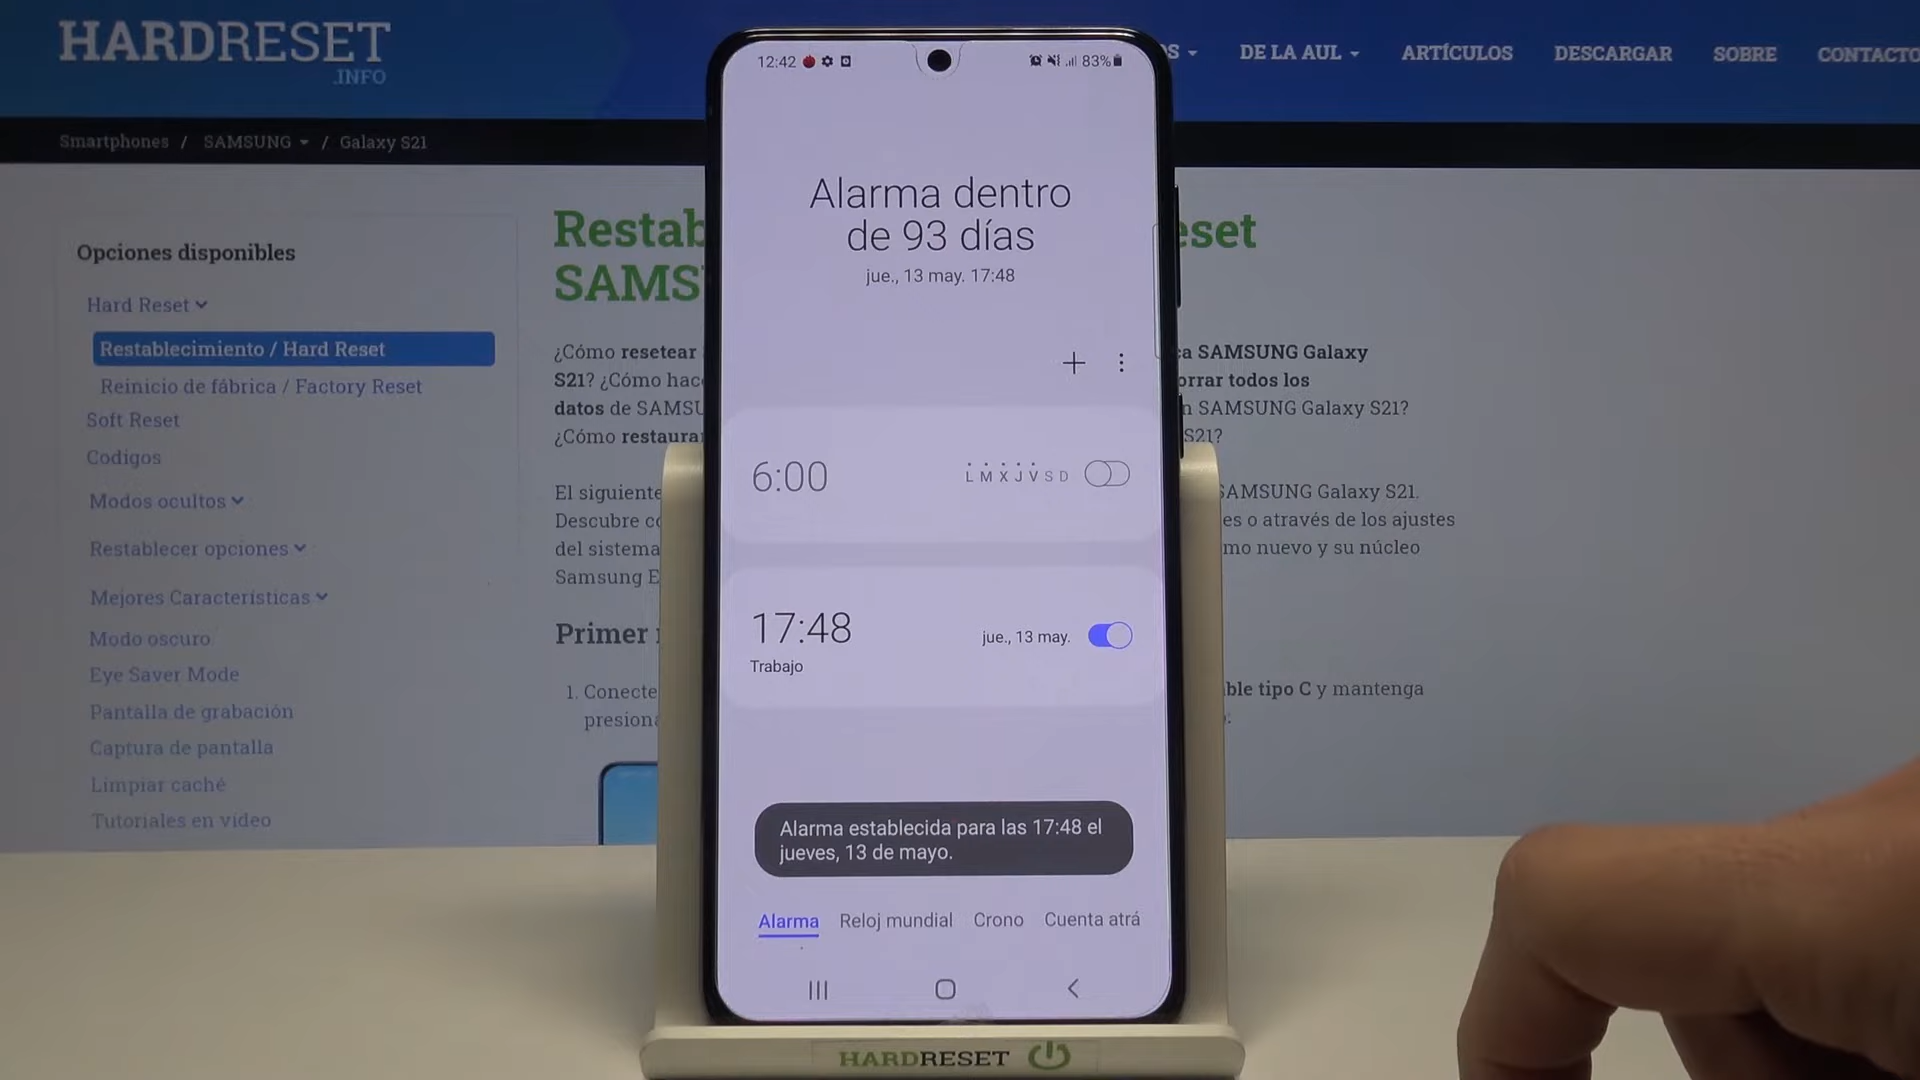 HARDRESET
.INFO
S
DE LA AUL
ARTÍCULOS
DESCARGAR
SOBRE
CONTACTO
Smartphones / SAMSUNG / Galaxy S21
Opciones disponibles
Hard Reset
Restablecimiento / Hard Reset
Reinicio de fábrica / Factory Reset
Soft Reset
Codigos
Modos ocultos
Restablecer opciones
Mejores Características
Modo oscuro
Eye Saver Mode
Pantalla de grabación
Captura de pantalla
Limpiar caché
Tutoriales en video
Restab
eset
SAMS
¿Cómo resetear
a SAMSUNG Galaxy
S21? ¿Cómo hac
orrar todos los
datos de SAMSU
n SAMSUNG Galaxy S21?
¿Cómo restaura
S21?
El siguiente
SAMSUNG Galaxy S21.
Descubre co
es o através de los ajustes
del sistema
mo nuevo y su núcleo
Samsung E
Primer
1. Conecte
ble tipo C y mantenga
presion
12:42
83%
Alarma dentro
de 93 días
jue., 13 may. 17:48
6:00
L M X J V S D
17:48
jue., 13 may.
Trabajo
Alarma establecida para las 17:48 el
jueves, 13 de mayo.
Alarma
Reloj mundial
Crono
Cuenta atrá
HARDRESET